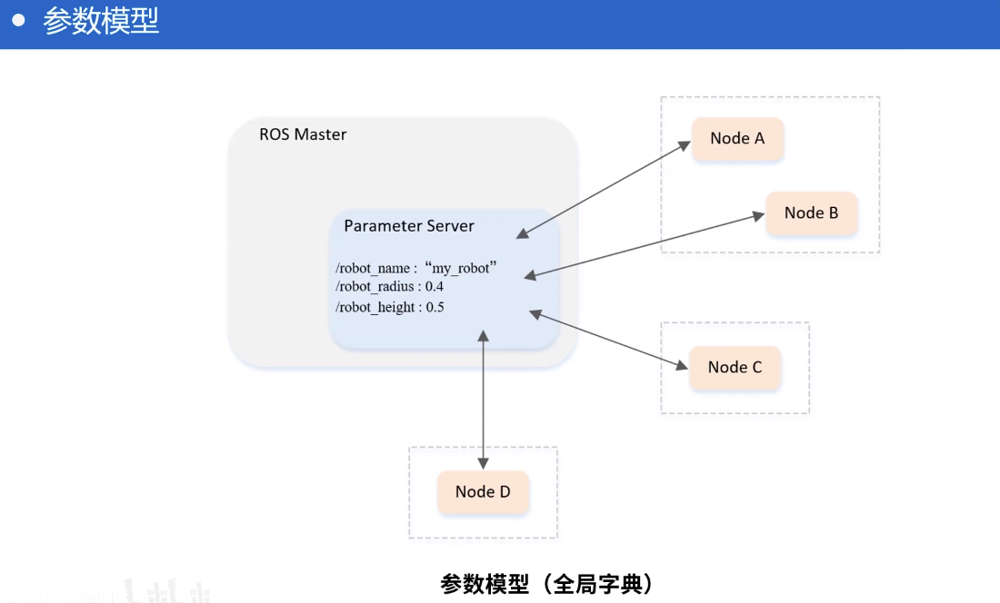 • 参数模型
ROS Master
Parameter Server
/robot_name : “my_robot”
/robot_radius : 0.4
/robot_height : 0.5
Node A
Node B
Node C
Node D
参数模型（全局字典）